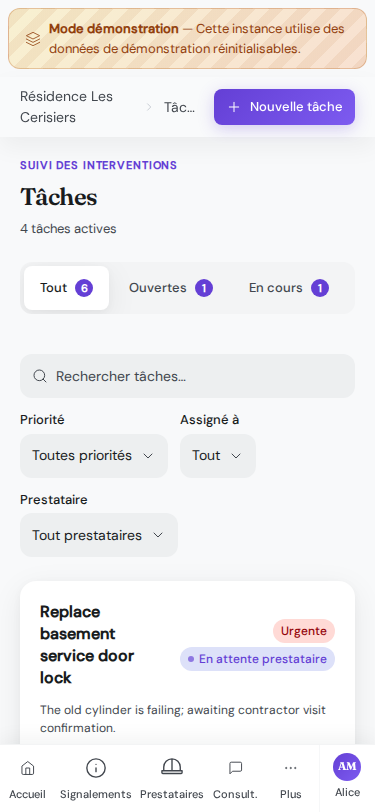 Mode démonstration — Cette instance utilise des
données de démonstration réinitialisables.
Résidence Les
Cerisiers
Tâc...
Nouvelle tâche
SUIVI DES INTERVENTIONS
Tâches
4 tâches actives
Tout 6
Ouvertes 1
En cours 1
Rechercher tâches...
Priorité
Assigné à
Toutes priorités
Tout
Prestataire
Tout prestataires
Replace
basement
service door
lock
Urgente
En attente prestataire
The old cylinder is failing; awaiting contractor visit
confirmation.
Accueil
Signalements
Prestataires
Consult.
Plus
AM
Alice